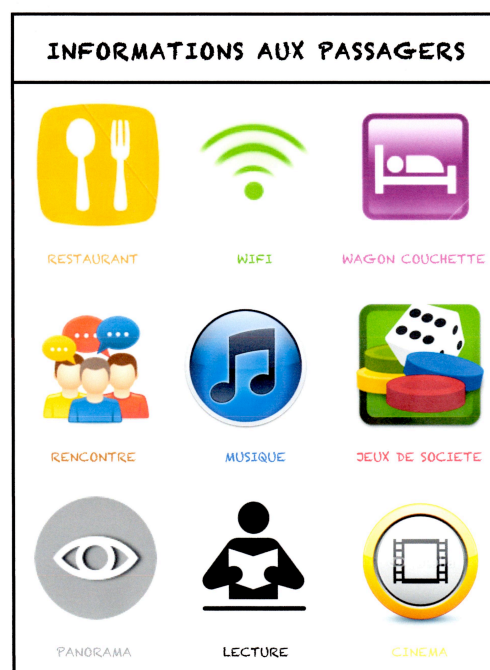 INFORMATIONS AUX PASSAGERS
RESTAURANT
WIFI
WAGON COUCHETTE
RENCONTRE
MUSIQUE
JEUX DE SOCIETE
PANORAMA
LECTURE
CINEMA